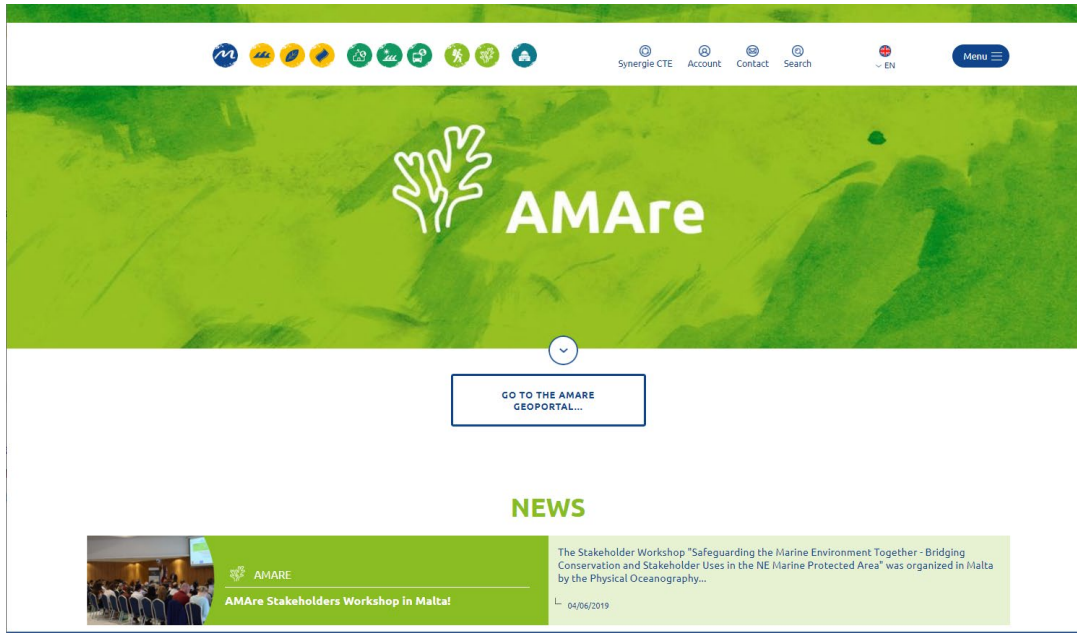 Synergie CTE
Account
Contact
Search
EN
Menu
AMAre
GO TO THE AMARE
GEOPORTAL...
NEWS
AMARE
AMAre Stakeholders Workshop in Malta!
The Stakeholder Workshop "Safeguarding the Marine Environment Together - Bridging
Conservation and Stakeholder Uses in the NE Marine Protected Area" was organized in Malta
by the Physical Oceanography...
04/06/2019